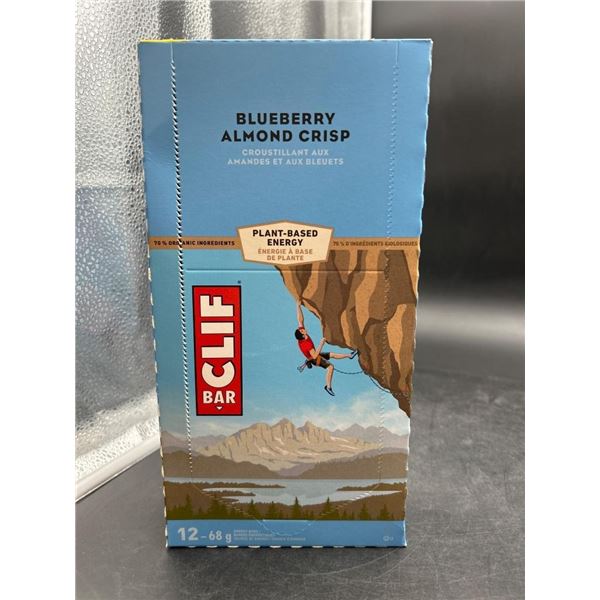 BLUEBERRY
ALMOND CRISP
CROUSTILLANT AUX
AMANDES ET AUX BLEUETS
70 % ORGANIC INGREDIENTS
PLANT-BASED
ENERGY
ÉNERGIE À BASE
DE PLANTE
70 % D'INGRÉDIENTS BIOLOGIQUES
CLIF
BAR
12–68 g